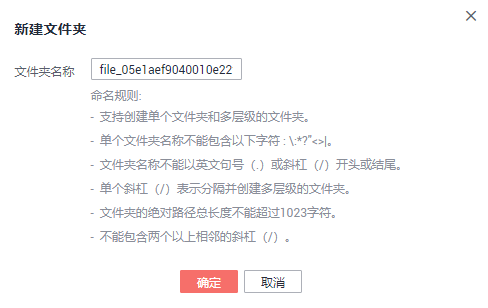 新建文件夹
文件夹名称 file_05e1aef9040010e22
命名规则:
- 支持创建单个文件夹和多层级的文件夹。
- 单个文件夹名称不能包含以下字符 : \:*?"<>|。
- 文件夹名称不能以英文句号（.）或斜杠（/）开头或结尾。
- 单个斜杠（/）表示分隔并创建多层级的文件夹。
- 文件夹的绝对路径总长度不能超过1023字符。
- 不能包含两个以上相邻的斜杠（/）。
确定 取消